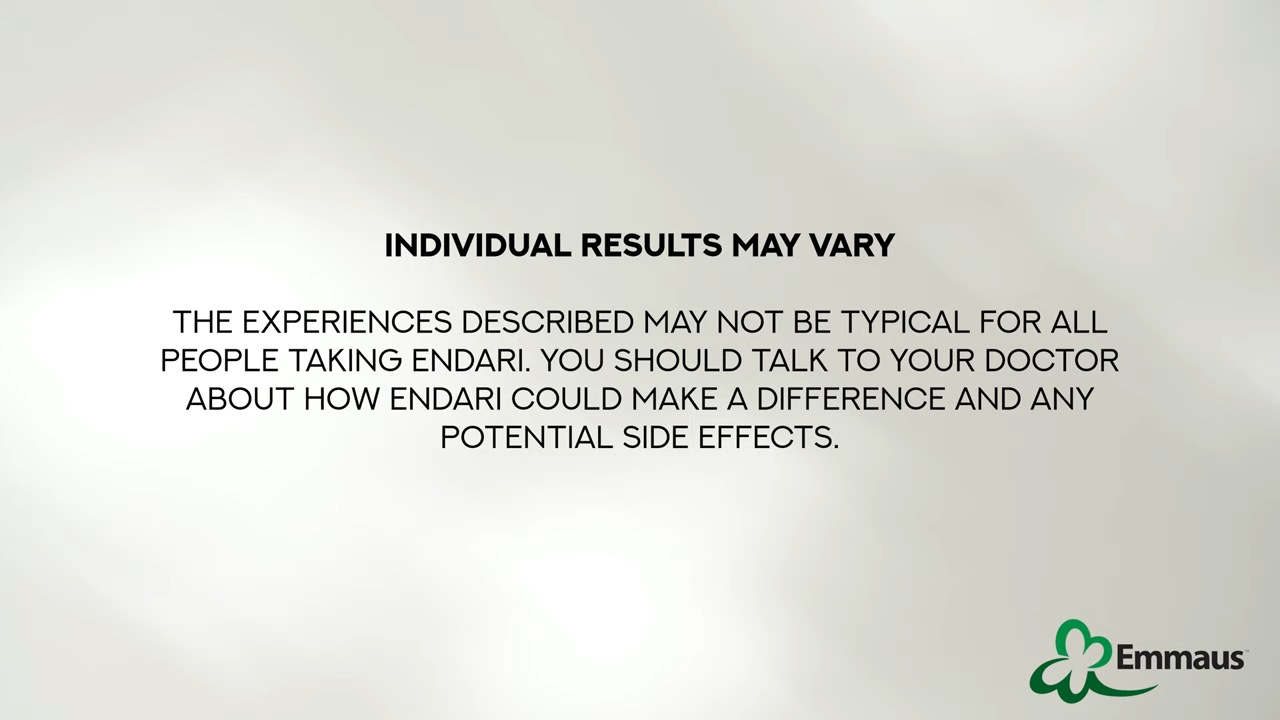 INDIVIDUAL RESULTS MAY VARY
THE EXPERIENCES DESCRIBED MAY NOT BE TYPICAL FOR ALL
PEOPLE TAKING ENDARI. YOU SHOULD TALK TO YOUR DOCTOR
ABOUT HOW ENDARI COULD MAKE A DIFFERENCE AND ANY
POTENTIAL SIDE EFFECTS.
Emmaus™